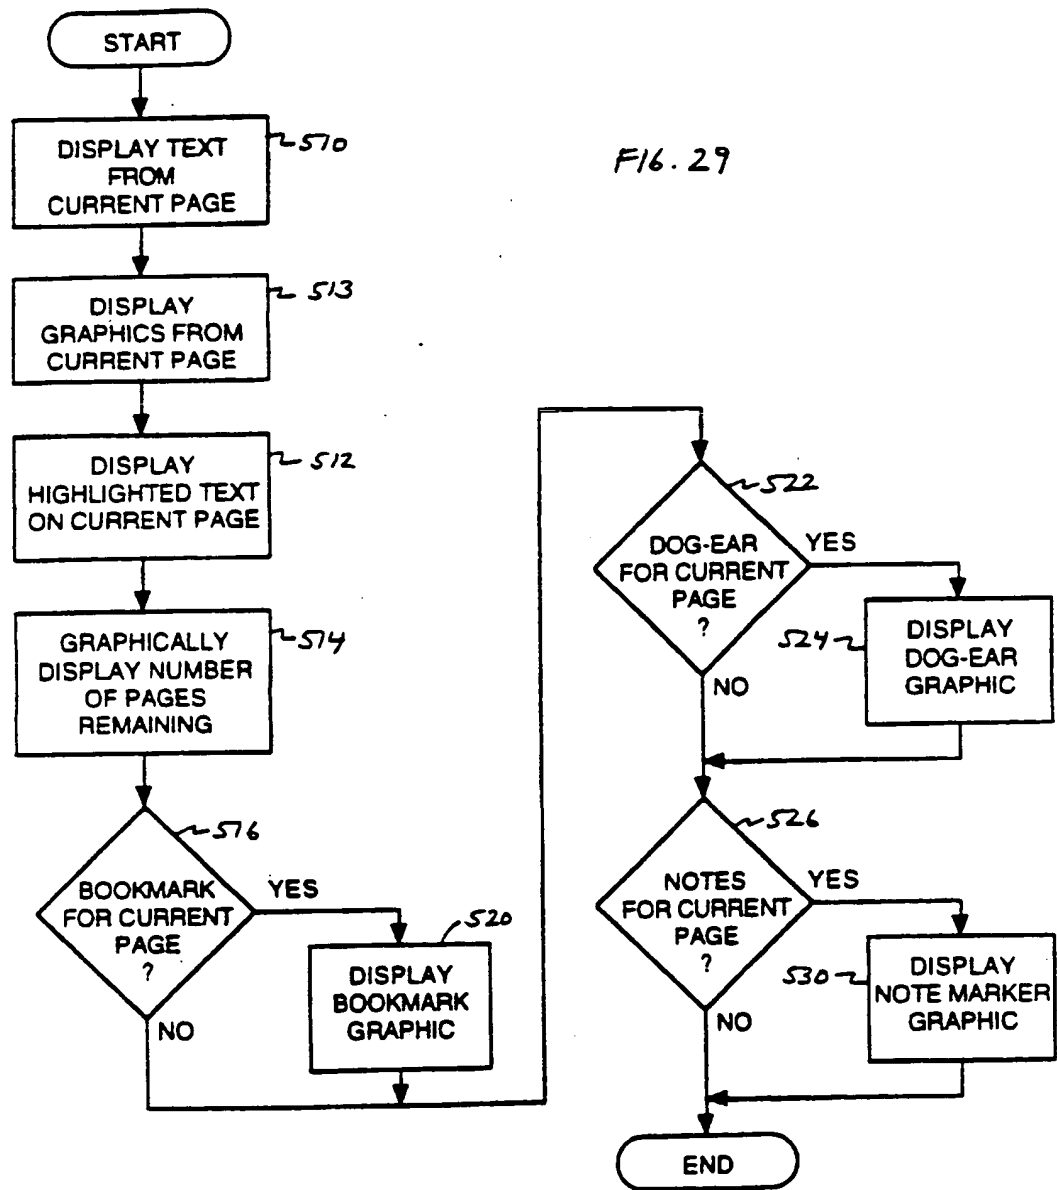 START
DISPLAY TEXT
FROM
CURRENT PAGE
510
FIG. 29
DISPLAY
GRAPHICS FROM
CURRENT PAGE
513
DISPLAY
HIGHLIGHTED TEXT
ON CURRENT PAGE
512
GRAPHICALLY
DISPLAY NUMBER
OF PAGES
REMAINING
514
BOOKMARK
FOR CURRENT
PAGE
?
516
YES
NO
DISPLAY
BOOKMARK
GRAPHIC
520
DOG-EAR
FOR CURRENT
PAGE
?
522
YES
NO
DISPLAY
DOG-EAR
GRAPHIC
524
NOTES
FOR CURRENT
PAGE
?
526
YES
NO
DISPLAY
NOTE MARKER
GRAPHIC
530
END